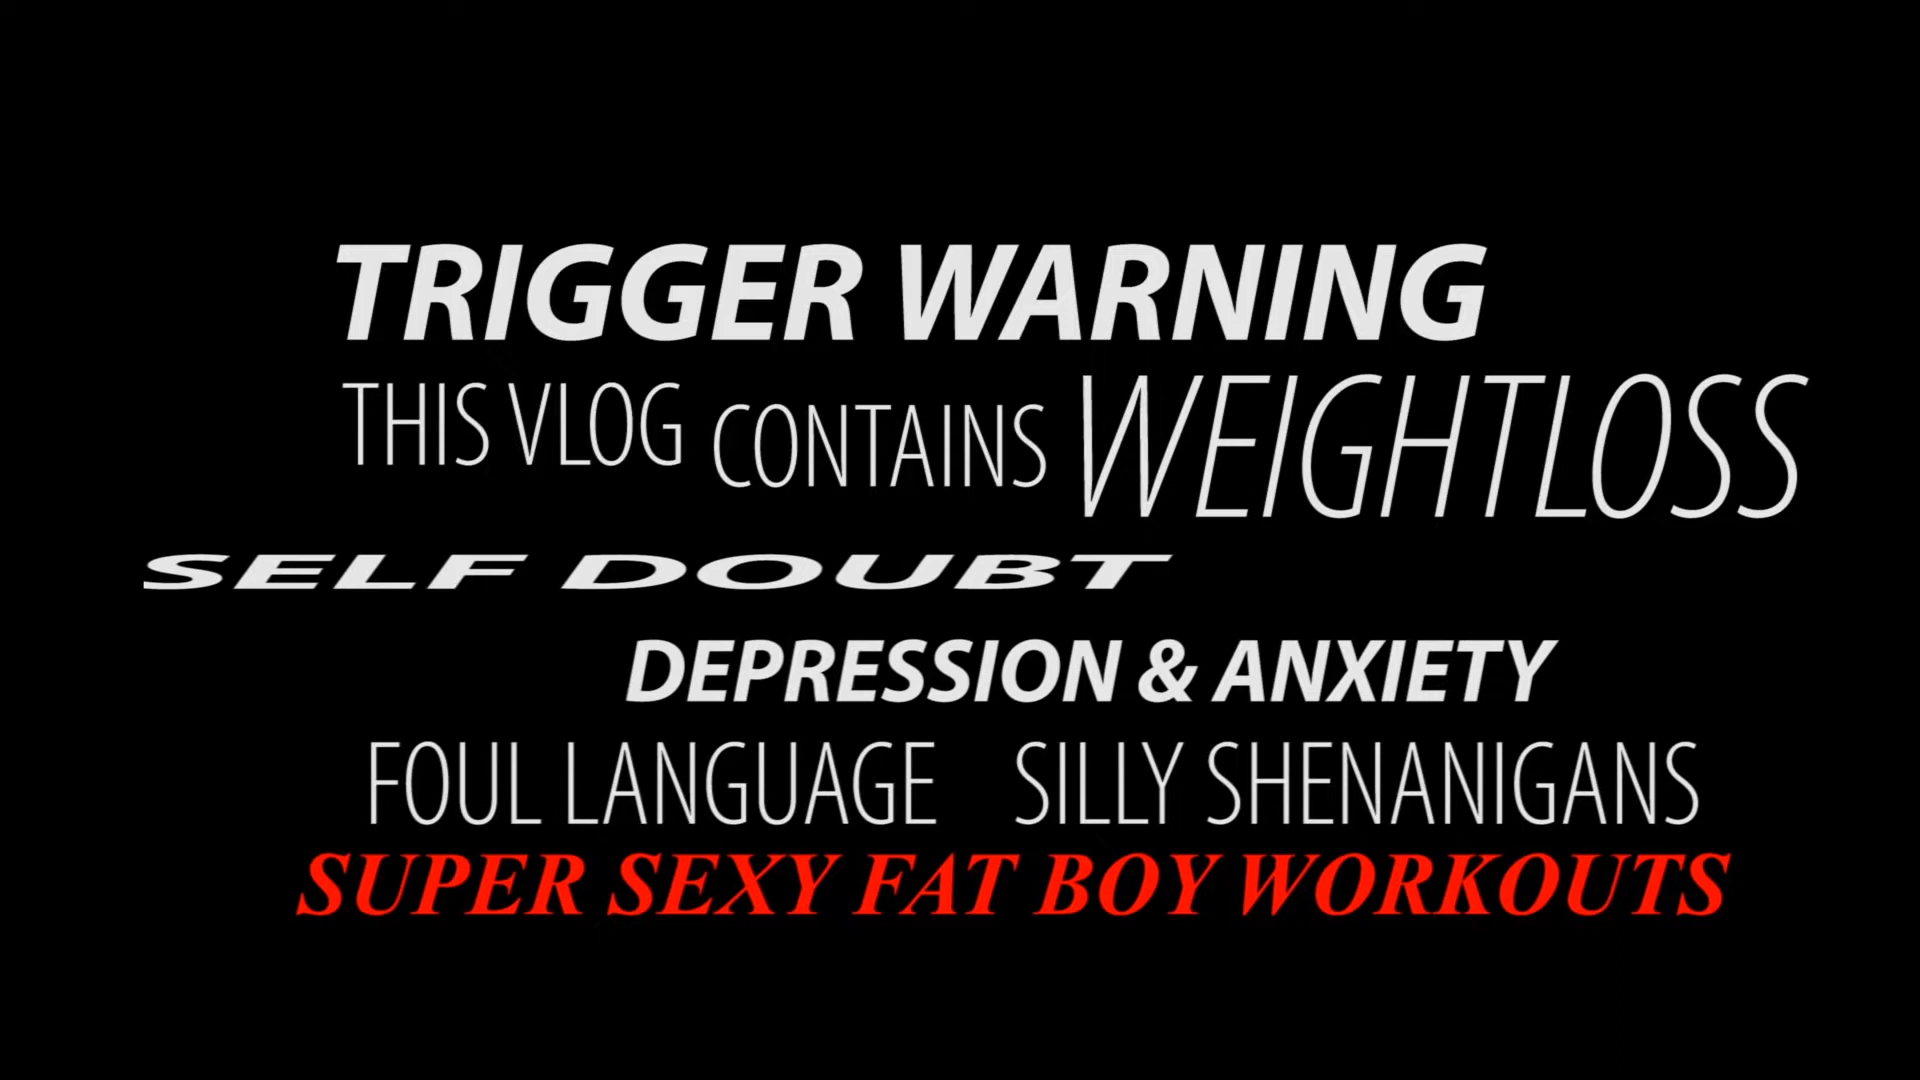 TRIGGER WARNING
THIS VLOG CONTAINS WEIGHTLOSS
SELF DOUBT
DEPRESSION & ANXIETY
FOUL LANGUAGE SILLY SHENANIGANS
SUPER SEXY FAT BOY WORKOUTS